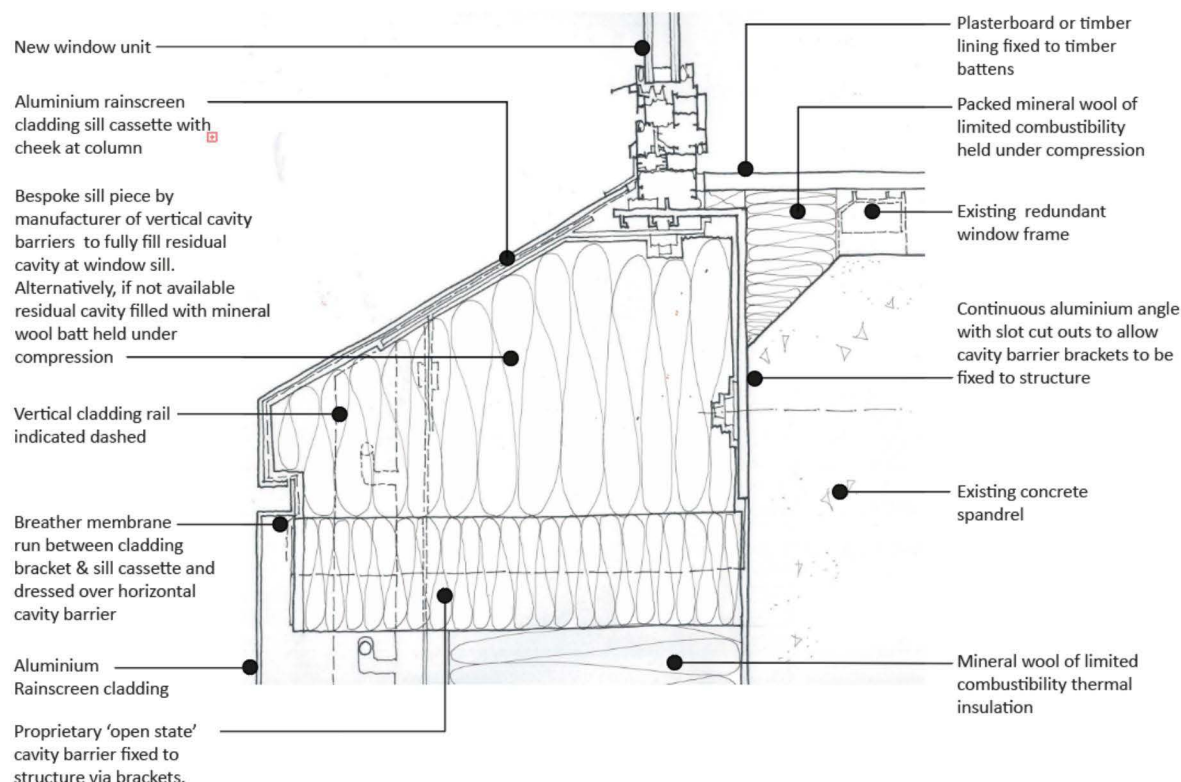 New window unit
Aluminium rainscreen
cladding sill cassette with
cheek at column
Bespoke sill piece by
manufacturer of vertical cavity
barriers to fully fill residual
cavity at window sill.
Alternatively, if not available
residual cavity filled with mineral
wool batt held under
compression
Vertical cladding rail
indicated dashed
Breather membrane
run between cladding
bracket & sill cassette and
dressed over horizontal
cavity barrier
Aluminium
Rainscreen cladding
Proprietary ‘open state’
cavity barrier fixed to
structure via brackets.
Plasterboard or timber
lining fixed to timber
battens
Packed mineral wool of
limited combustibility
held under compression
Existing redundant
window frame
Continuous aluminium angle
with slot cut outs to allow
cavity barrier brackets to be
fixed to structure
Existing concrete
spandrel
Mineral wool of limited
combustibility thermal
insulation